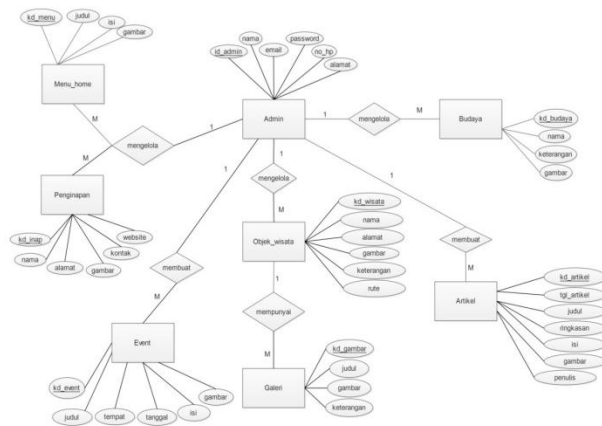 kd_menu
judul
isi
gambar
Menu_home
nama
password
id_admin
email
no_hp
alamat
Admin
M
1
mengelola
1
mengelola
M
Budaya
kd_budaya
nama
keterangan
gambar
M
Penginapan
kd_inap
website
nama
kontak
alamat
gambar
1
mengelola
M
Objek_wisata
kd_wisata
nama
alamat
gambar
keterangan
rute
1
membuat
M
Event
kd_event
judul
tempat
tanggal
isi
gambar
1
mempunyai
M
Galeri
kd_gambar
judul
gambar
keterangan
1
membuat
M
Artikel
kd_artikel
tgl_artikel
judul
ringkasan
isi
gambar
penulis